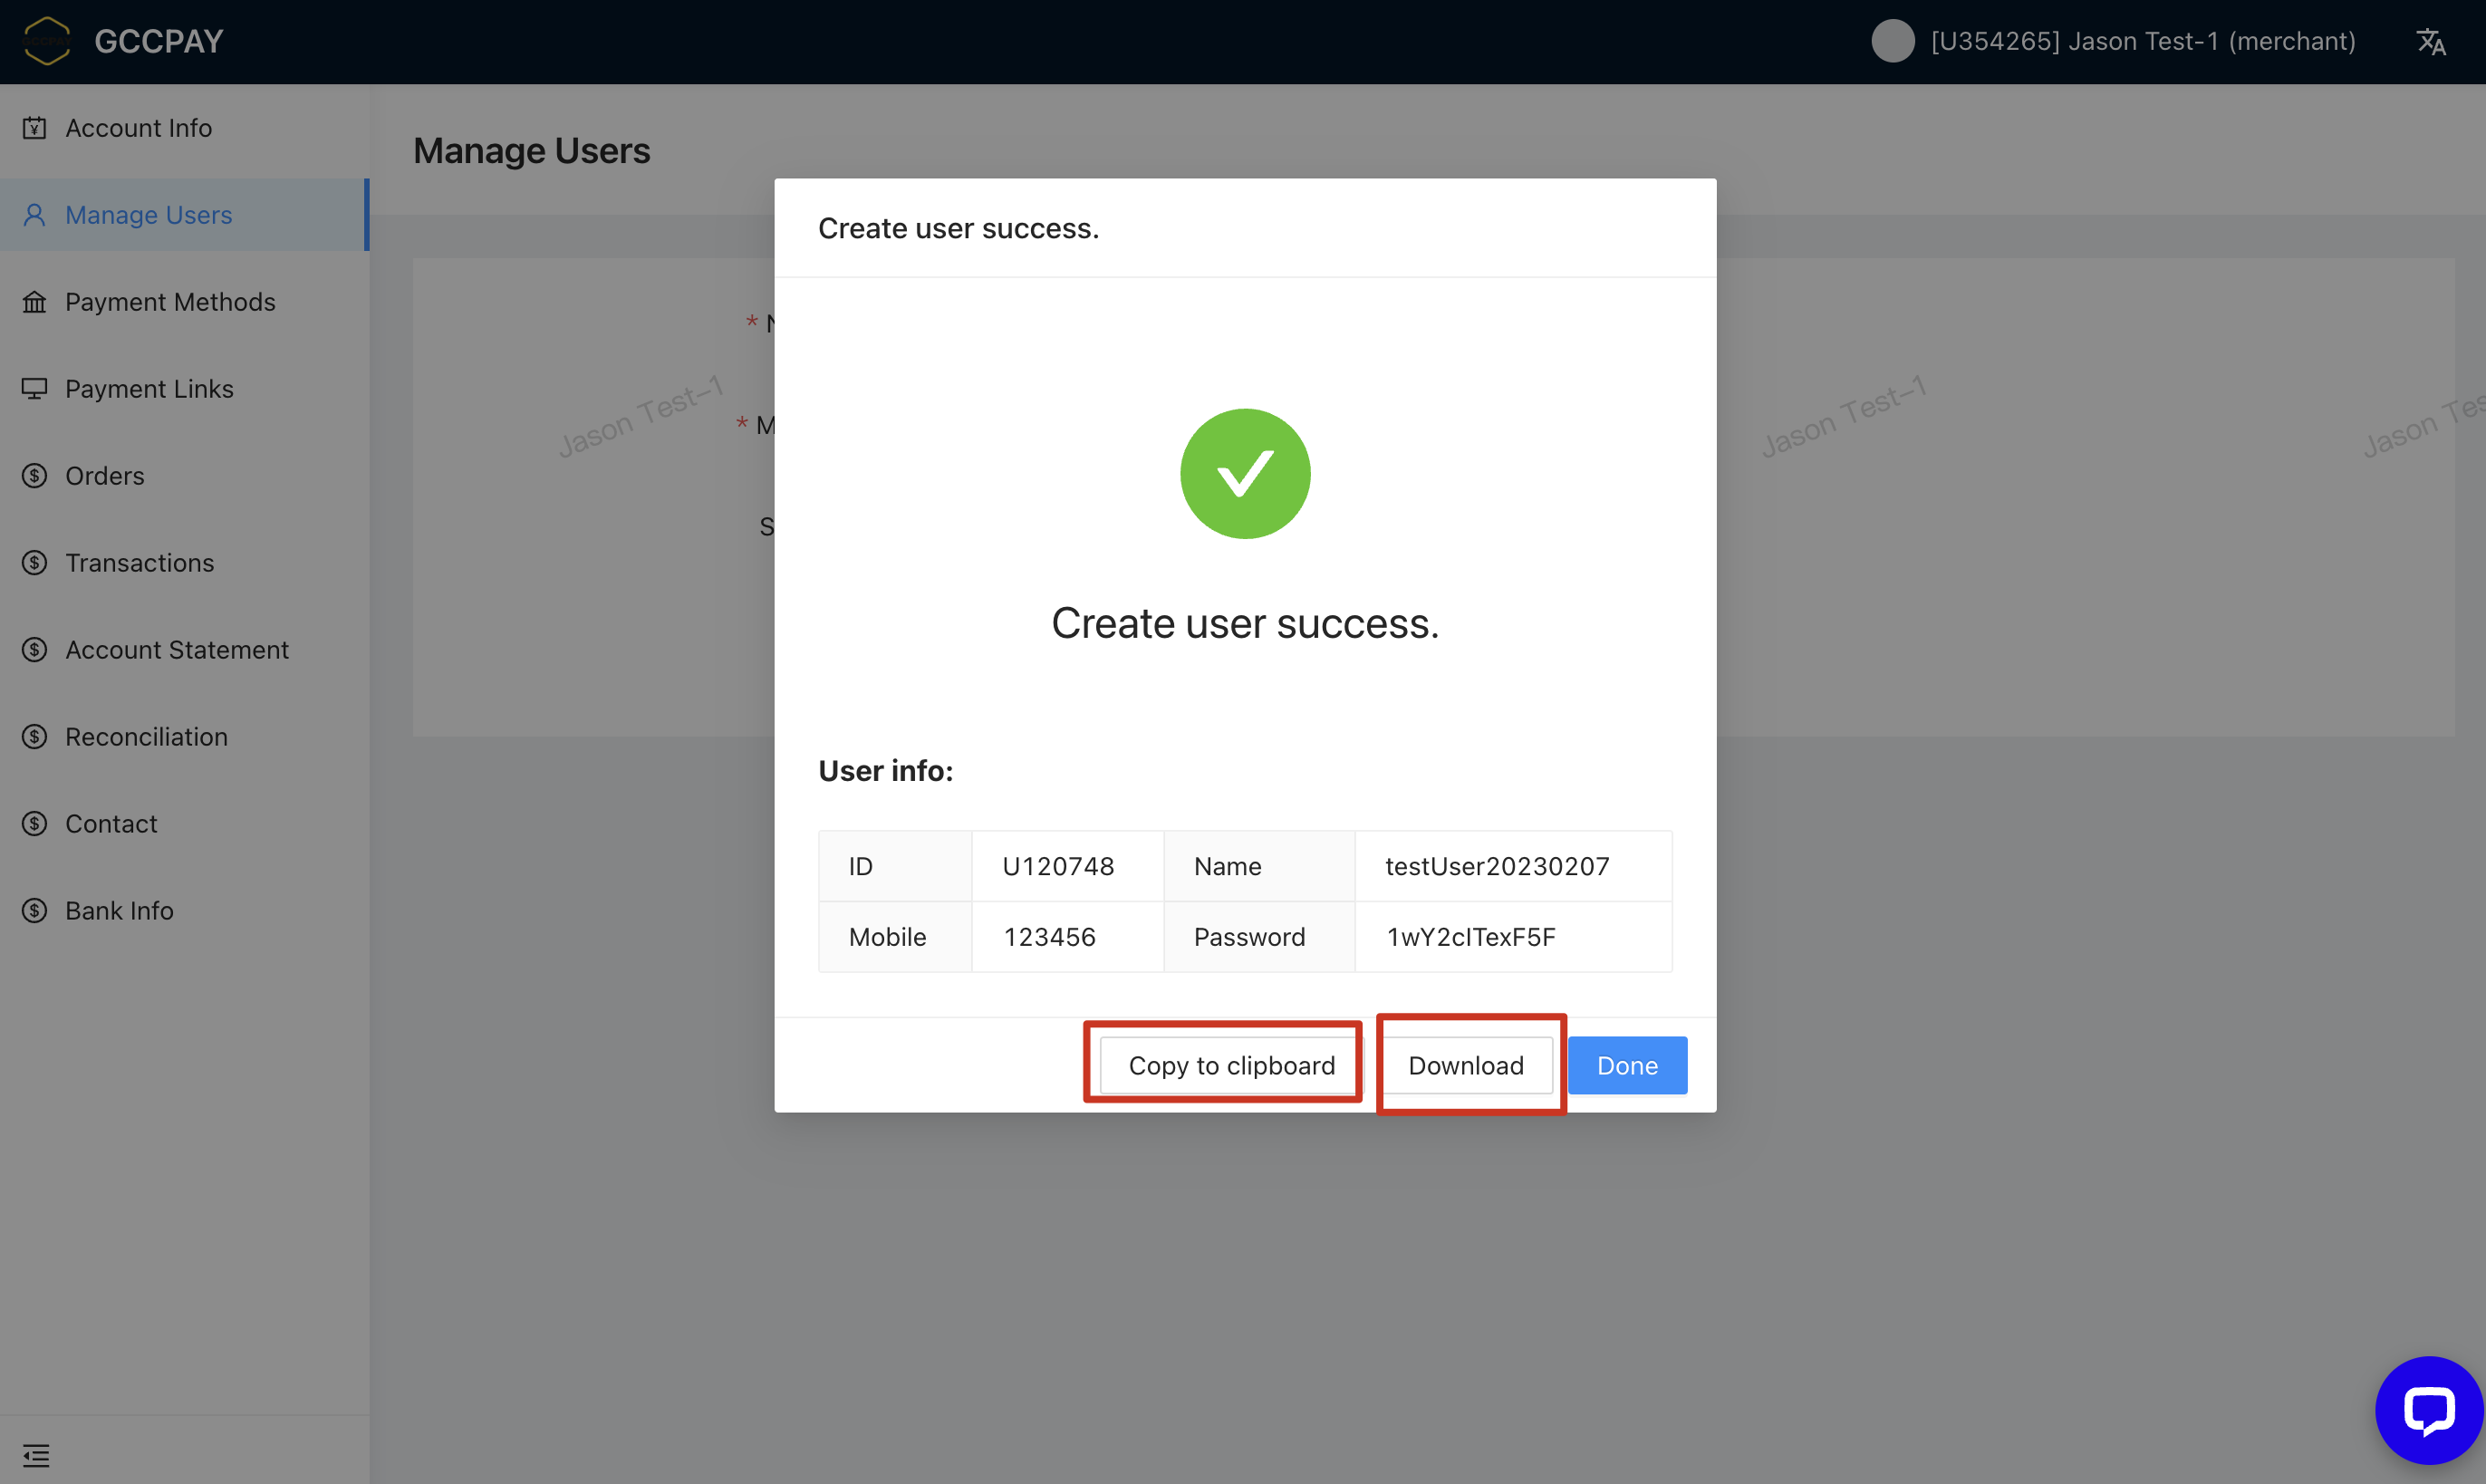 GCCPAY
[U354265] Jason Test-1 (merchant)
Account Info
Manage Users
Payment Methods
Payment Links
Orders
Transactions
Account Statement
Reconciliation
Contact
Bank Info
Manage Users
* N
* M
S
Jason Test-1
Jason Test-1
Jason Tes
Create user success.
Create user success.
User info:
ID U120748 Name testUser20230207
Mobile 123456 Password 1wY2cITexF5F
Copy to clipboard Download Done